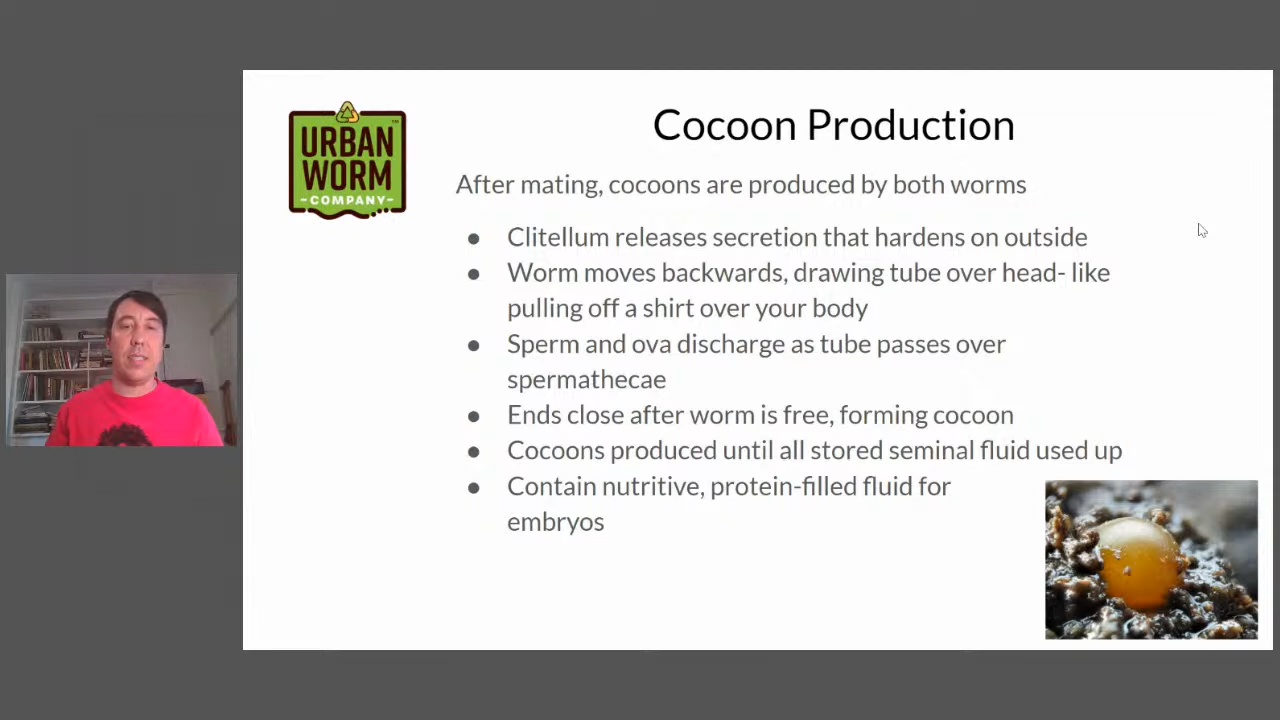 URBAN
WORM
-COMPANY-
™
Cocoon Production
After mating, cocoons are produced by both worms
● Clitellum releases secretion that hardens on outside
● Worm moves backwards, drawing tube over head- like
pulling off a shirt over your body
● Sperm and ova discharge as tube passes over
spermathecae
● Ends close after worm is free, forming cocoon
● Cocoons produced until all stored seminal fluid used up
● Contain nutritive, protein-filled fluid for
embryos